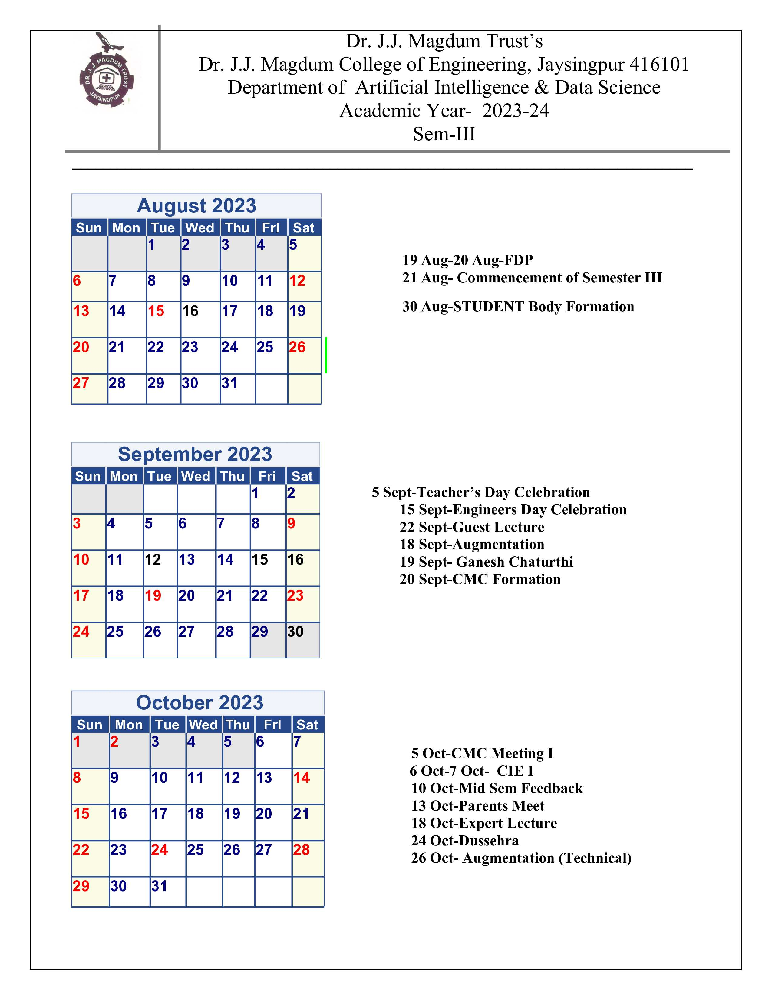 DR. J. J. MAGDUM TRUST
JAYSINGPUR
Dr. J.J. Magdum Trust’s
Dr. J.J. Magdum College of Engineering, Jaysingpur 416101
Department of  Artificial Intelligence & Data Science
Academic Year-  2023-24
Sem-III
August 2023
Sun Mon Tue Wed Thu Fri Sat
1 2 3 4 5
6 7 8 9 10 11 12
13 14 15 16 17 18 19
20 21 22 23 24 25 26
27 28 29 30 31
19 Aug-20 Aug-FDP
21 Aug- Commencement of Semester III
30 Aug-STUDENT Body Formation
September 2023
Sun Mon Tue Wed Thu Fri Sat
1 2
3 4 5 6 7 8 9
10 11 12 13 14 15 16
17 18 19 20 21 22 23
24 25 26 27 28 29 30
5 Sept-Teacher’s Day Celebration
15 Sept-Engineers Day Celebration
22 Sept-Guest Lecture
18 Sept-Augmentation
19 Sept- Ganesh Chaturthi
20 Sept-CMC Formation
October 2023
Sun Mon Tue Wed Thu Fri Sat
1 2 3 4 5 6 7
8 9 10 11 12 13 14
15 16 17 18 19 20 21
22 23 24 25 26 27 28
29 30 31
5 Oct-CMC Meeting I
6 Oct-7 Oct-  CIE I
10 Oct-Mid Sem Feedback
13 Oct-Parents Meet
18 Oct-Expert Lecture
24 Oct-Dussehra
26 Oct- Augmentation (Technical)